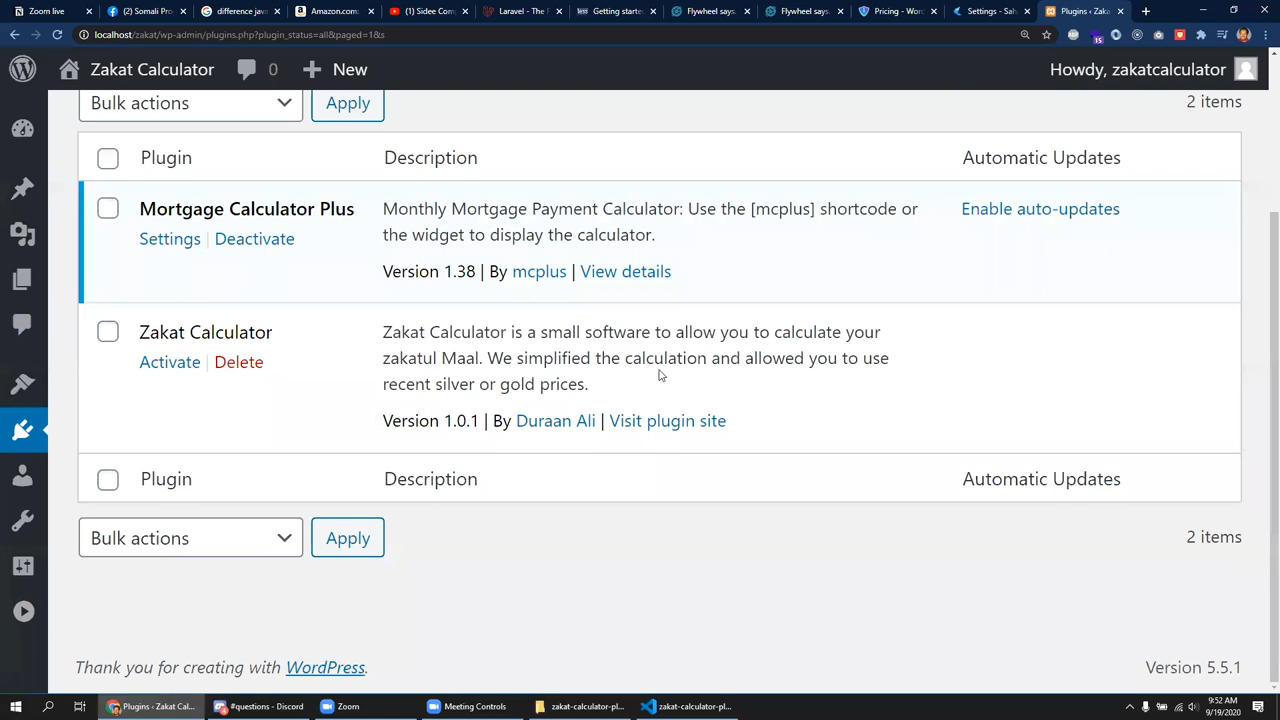 Zoom live
(2) Somali Pro
difference java
Amazon.com:
(1) Sidee Com
Laravel - The F
Getting starte
Flywheel says
Flywheel says
Pricing - Wor
Settings - Sah
Plugins ‹ Zaka
localhost/zakat/wp-admin/plugins.php?plugin_status=all&paged=1&s
15
Zakat Calculator
0
New
Howdy, zakatcalculator
Bulk actions
Apply
2 items
Plugin
Description
Automatic Updates
Mortgage Calculator Plus
Monthly Mortgage Payment Calculator: Use the [mcplus] shortcode or
Enable auto-updates
Settings | Deactivate
the widget to display the calculator.
Version 1.38 | By mcplus | View details
Zakat Calculator
Zakat Calculator is a small software to allow you to calculate your
Activate | Delete
zakatul Maal. We simplified the calculation and allowed you to use
recent silver or gold prices.
Version 1.0.1 | By Duraan Ali | Visit plugin site
Plugin
Description
Automatic Updates
Bulk actions
Apply
2 items
Thank you for creating with WordPress.
Version 5.5.1
Plugins ‹ Zakat Cal...
#questions - Discord
Zoom
Meeting Controls
zakat-calculator-pl...
zakat-calculator-pl...
9:52 AM
9/19/2020